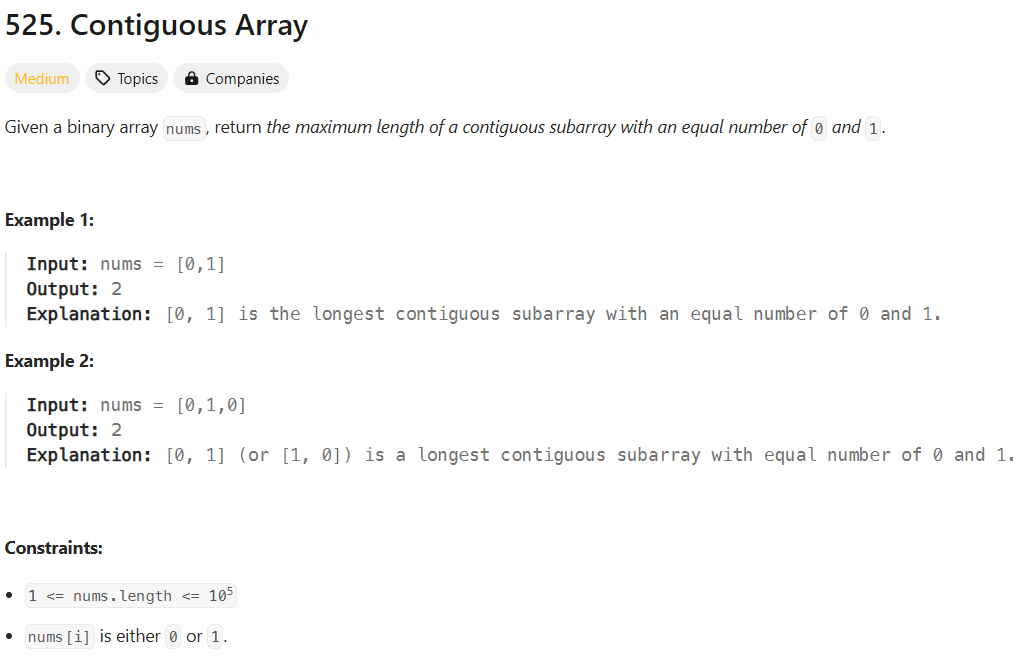 525. Contiguous Array
Medium Topics Companies
Given a binary array nums, return the maximum length of a contiguous subarray with an equal number of 0 and 1.
Example 1:
Input: nums = [0,1]
Output: 2
Explanation: [0, 1] is the longest contiguous subarray with an equal number of 0 and 1.
Example 2:
Input: nums = [0,1,0]
Output: 2
Explanation: [0, 1] (or [1, 0]) is a longest contiguous subarray with equal number of 0 and 1.
Constraints:
• 1 <= nums.length <= 10⁵
• nums[i] is either 0 or 1.